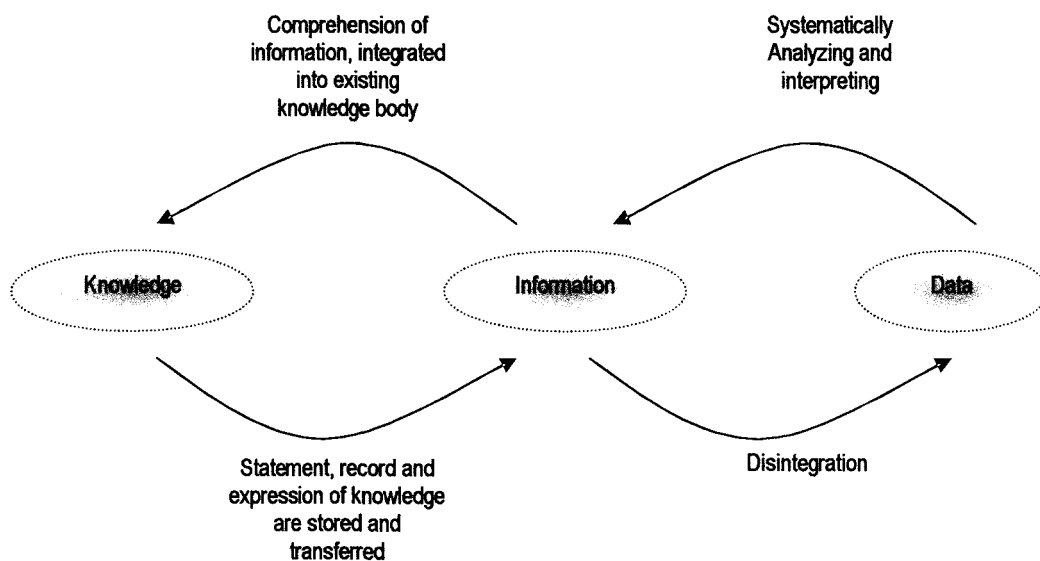 Comprehension of
information, integrated
into existing
knowledge body
Systematically
Analyzing and
interpreting
Knowledge
Information
Data
Statement, record and
expression of knowledge
are stored and
transferred
Disintegration